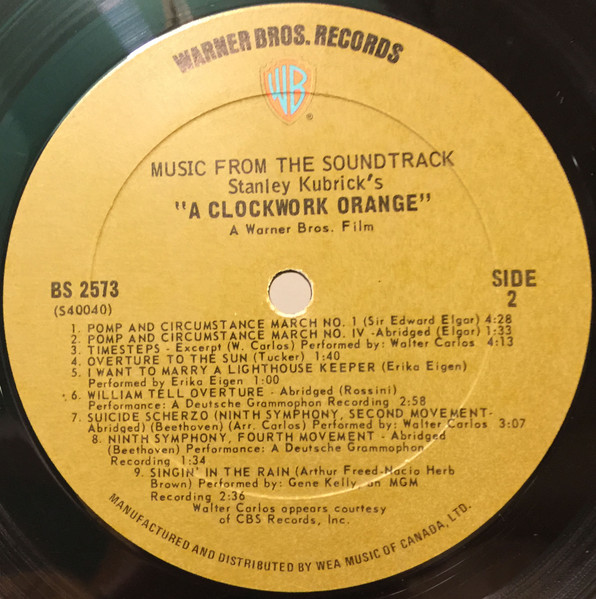 WARNER BROS. RECORDS
WB
®
MUSIC FROM THE SOUNDTRACK
Stanley Kubrick's
"A CLOCKWORK ORANGE"
A Warner Bros. Film
BS 2573
(S40040)
SIDE
2
1. POMP AND CIRCUMSTANCE MARCH NO. I (Sir Edward Elgar) 4:28
2. POMP AND CIRCUMSTANCE MARCH NO. IV -Abridged (Elgar) 1:33
3. TIMESTEPS - Excerpt (W. Carlos) Performed by: Walter Carlos 4:13
4. OVERTURE TO THE SUN (Tucker) 1:40
5. I WANT TO MARRY A LIGHTHOUSE KEEPER (Erika Eigen)
Performed by Erika Eigen 1:00
6. WILLIAM TELL OVERTURE - Abridged (Rossini)
Performance: A Deutsche Grammophon Recording 2:58
7. SUICIDE SCHERZO (NINTH SYMPHONY, SECOND MOVEMENT-
Abridged) (Beethoven) (Arr. Carlos) Performed by: Walter Carlos 3:07
8. NINTH SYMPHONY, FOURTH MOVEMENT - Abridged
(Beethoven) Performance: A Deutsche Grammophon
Recording 1:34
9. SINGIN' IN THE RAIN (Arthur Freed-Nacio Herb
Brown) Performed by: Gene Kelly, an MGM
Recording 2:36
Walter Carlos appears courtesy
of CBS Records, Inc.
MANUFACTURED AND DISTRIBUTED BY WEA MUSIC OF CANADA, LTD.